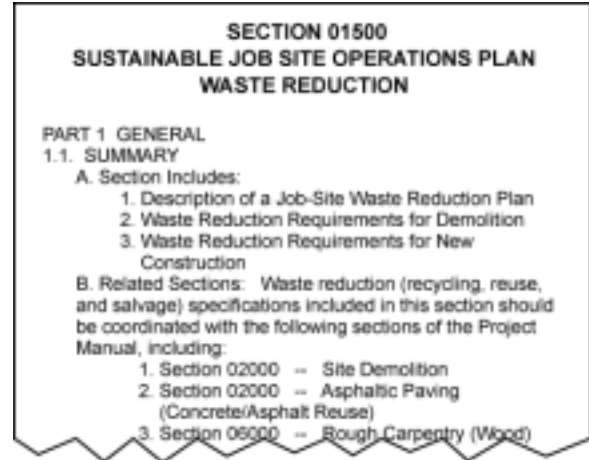 SECTION 01500
SUSTAINABLE JOB SITE OPERATIONS PLAN
WASTE REDUCTION
PART 1 GENERAL
1.1. SUMMARY
A. Section Includes:
1. Description of a Job-Site Waste Reduction Plan
2. Waste Reduction Requirements for Demolition
3. Waste Reduction Requirements for New
Construction
B. Related Sections: Waste reduction (recycling, reuse,
and salvage) specifications included in this section should
be coordinated with the following sections of the Project
Manual, including:
1. Section 02000 -- Site Demolition
2. Section 02000 -- Asphaltic Paving
(Concrete/Asphalt Reuse)
3. Section 06000 -- Rough Carpentry (Wood)